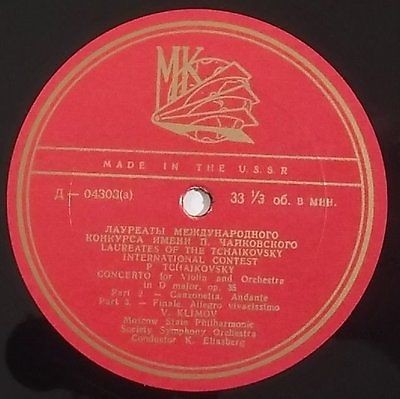 МК
MADE IN THE U.S.S.R
Д — 04303(а)
33 ⅓ об. в мин.
ЛАУРЕАТЫ МЕЖДУНАРОДНОГО
КОНКУРСА ИМЕНИ П. ЧАЙКОВСКОГО
LAUREATES OF THE TCHAIKOVSKY
INTERNATIONAL CONTEST
P. TCHAIKOVSKY
CONCERTO for Violin and Orchestra
in D major, op. 35
Part 2. — Canzonetta. Andante
Part 3. — Finale. Allegro vivacissimo
V. KLIMOV
Moscow State Philharmonic
Society Symphony Orchestra
Conductor K. Eliasberg